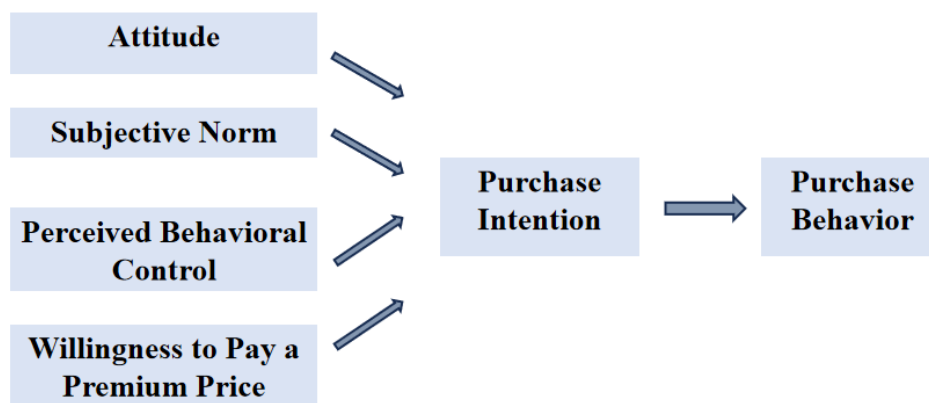 Attitude
Subjective Norm
Perceived Behavioral
Control
Willingness to Pay a
Premium Price
Purchase
Intention
Purchase
Behavior